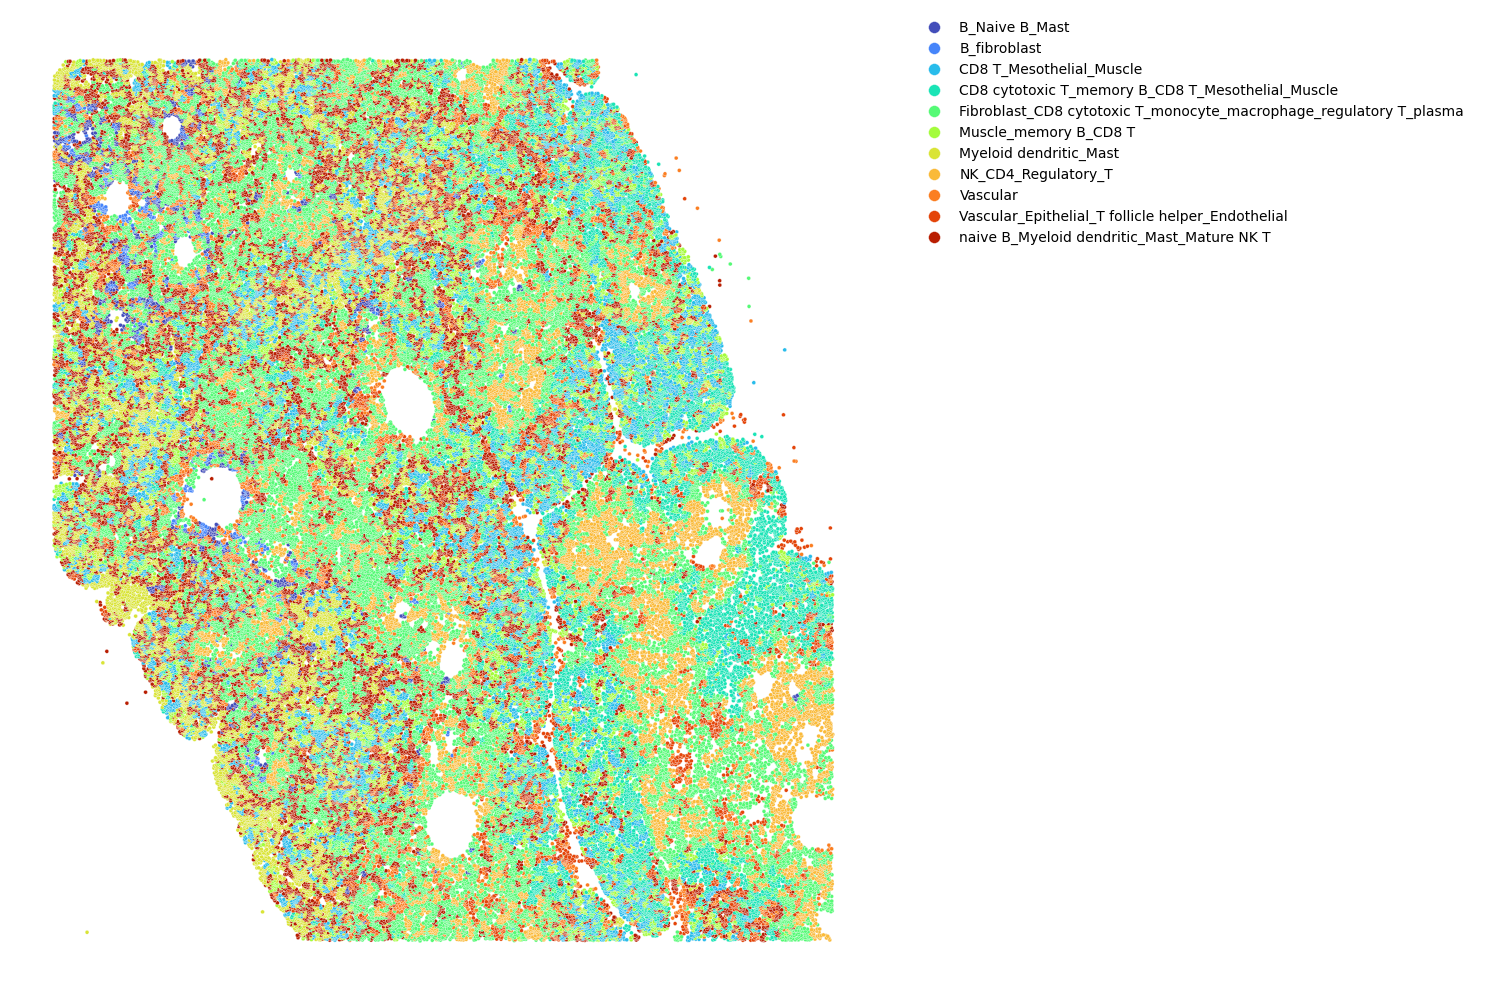 B_Naive B_Mast
B_fibroblast
CD8 T_Mesothelial_Muscle
CD8 cytotoxic T_memory B_CD8 T_Mesothelial_Muscle
Fibroblast_CD8 cytotoxic T_monocyte_macrophage_regulatory T_plasma
Muscle_memory B_CD8 T
Myeloid dendritic_Mast
NK_CD4_Regulatory_T
Vascular
Vascular_Epithelial_T follicle helper_Endothelial
naive B_Myeloid dendritic_Mast_Mature NK T